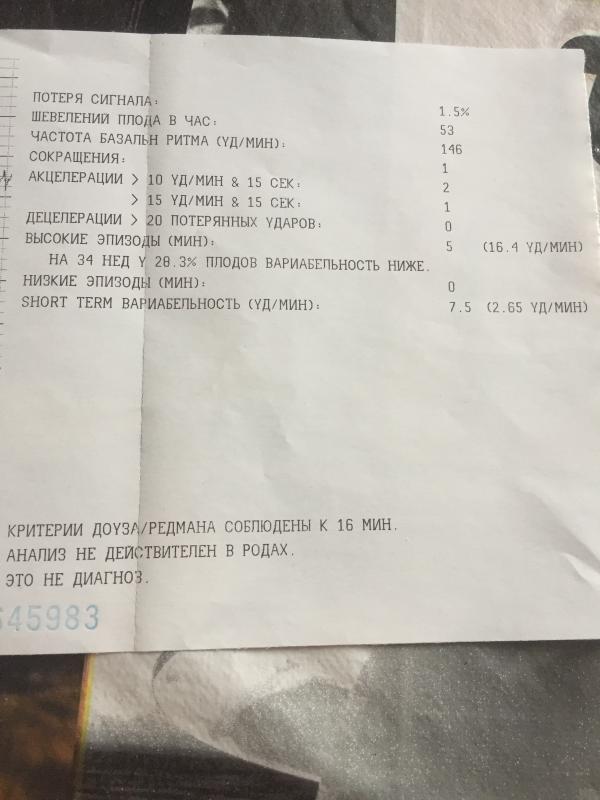 ПОТЕРЯ СИГНАЛА: 1.5%
ШЕВЕЛЕНИЙ ПЛОДА В ЧАС: 53
ЧАСТОТА БАЗАЛЬН РИТМА (УД/МИН): 146
СОКРАЩЕНИЯ: 1
АКЦЕЛЕРАЦИИ > 10 УД/МИН & 15 СЕК: 2
> 15 УД/МИН & 15 СЕК: 1
ДЕЦЕЛЕРАЦИИ > 20 ПОТЕРЯННЫХ УДАРОВ: 0
ВЫСОКИЕ ЭПИЗОДЫ (МИН): 5 (16.4 УД/МИН)
НА 34 НЕД У 28.3% ПЛОДОВ ВАРИАБЕЛЬНОСТЬ НИЖЕ.
НИЗКИЕ ЭПИЗОДЫ (МИН): 0
SHORT TERM ВАРИАБЕЛЬНОСТЬ (УД/МИН): 7.5 (2.65 УД/МИН)
КРИТЕРИИ ДОУЗА/РЕДМАНА СОБЛЮДЕНЫ К 16 МИН.
АНАЛИЗ НЕ ДЕЙСТВИТЕЛЕН В РОДАХ.
ЭТО НЕ ДИАГНОЗ.
645983